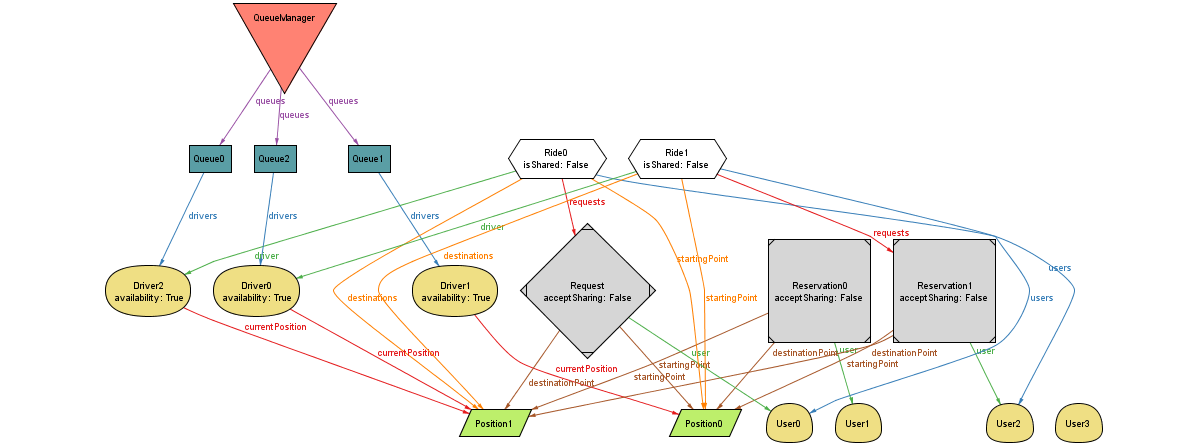 QueueManager
queues
queues
queues
Queue0
Queue2
Queue1
Ride0
isShared: False
Ride1
isShared: False
drivers
drivers
drivers
requests
driver
requests
driver
destinations
startingPoint
users
Driver2
availability: True
Driver0
availability: True
Driver1
availability: True
Request
acceptSharing: False
Reservation0
acceptSharing: False
Reservation1
acceptSharing: False
destinations
startingPoint
users
currentPosition
currentPosition
user
destinationPoint
user
destinationPoint
user
startingPoint
startingPoint
currentPosition
startingPoint
destinationPoint
Position1
Position0
User0
User1
User2
User3